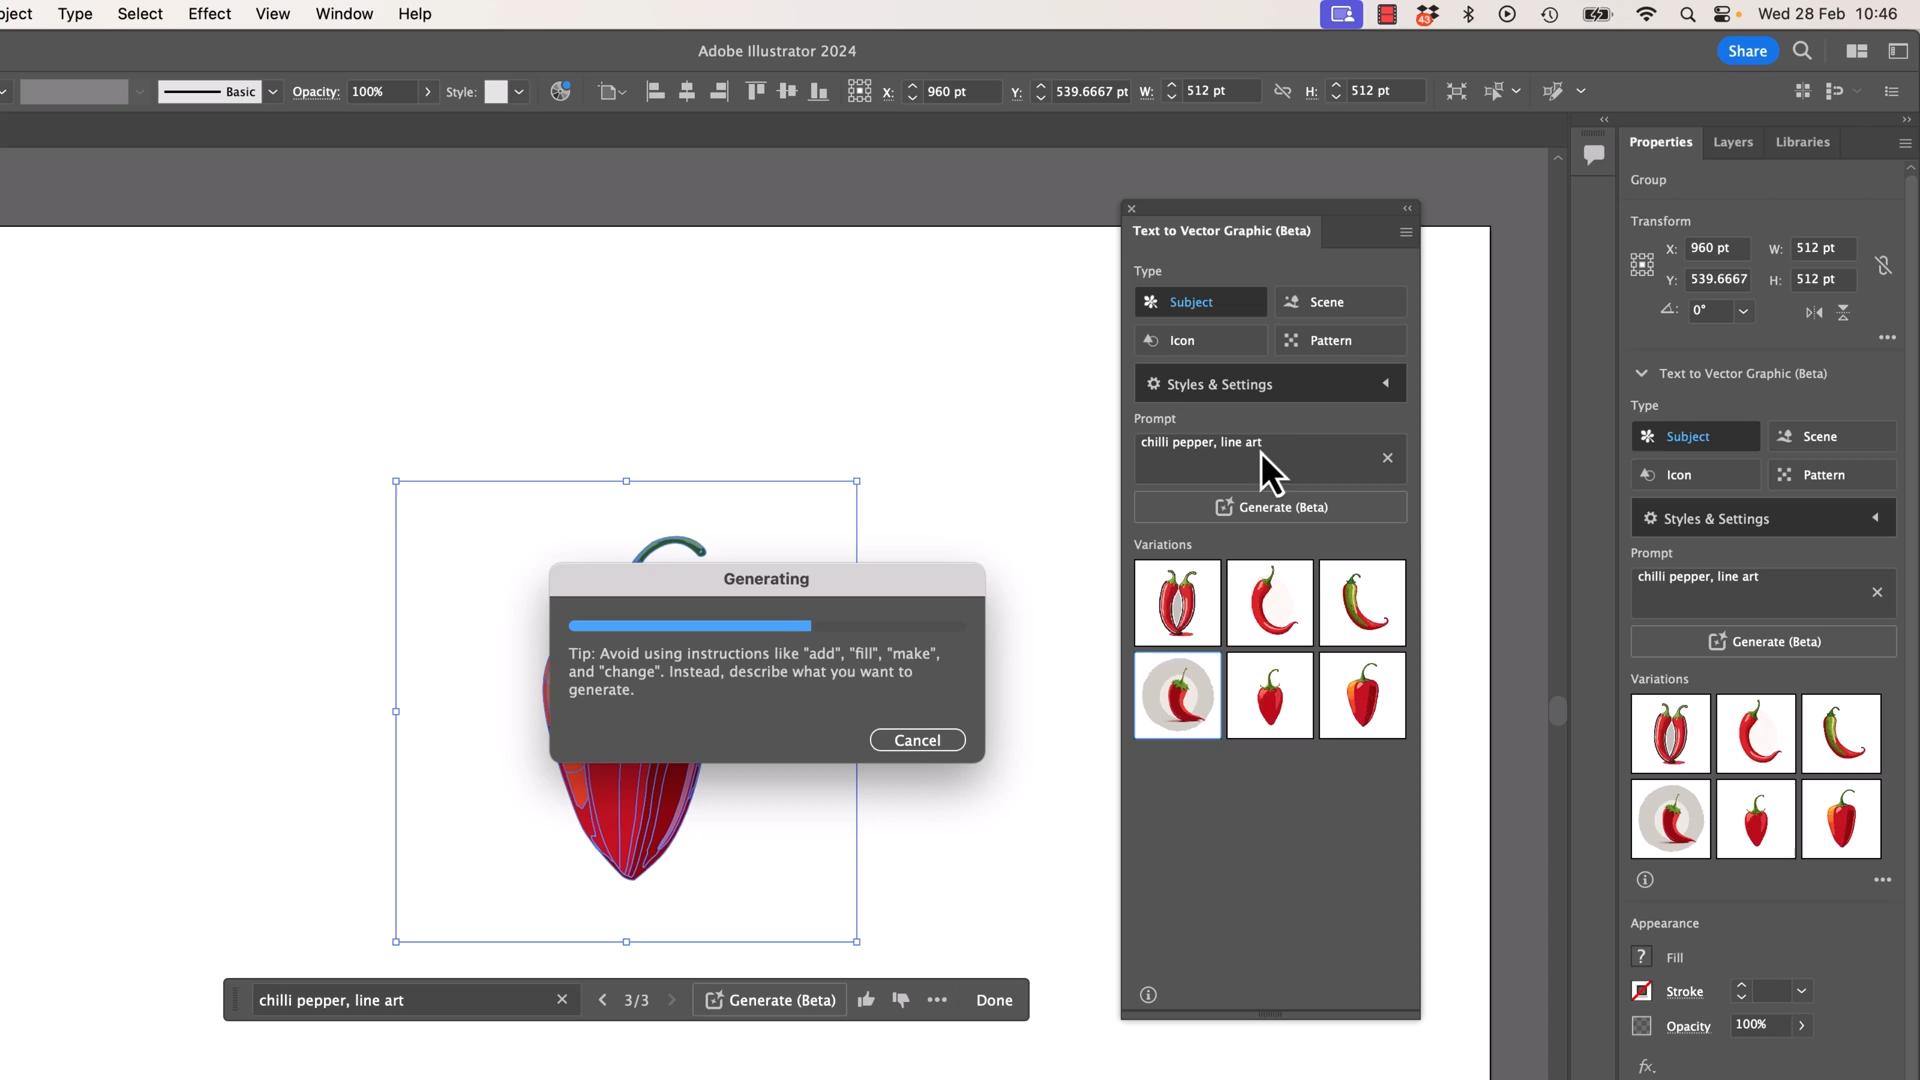 ject Type Select Effect View Window Help 43 Wed 28 Feb 10:46
Adobe Illustrator 2024 Share
Basic Opacity: 100% Style: X: 960 pt Y: 539.6667 pt W: 512 pt H: 512 pt
Properties Layers Libraries
Group
Transform
X: 960 pt W: 512 pt
Y: 539.6667 H: 512 pt
0°
Text to Vector Graphic (Beta)
Type
Subject Scene
Icon Pattern
Styles & Settings
Prompt
chilli pepper, line art
Generate (Beta)
Variations
Appearance
? Fill
Stroke
Opacity 100%
fx.
Text to Vector Graphic (Beta)
Type
Subject Scene
Icon Pattern
Styles & Settings
Prompt
chilli pepper, line art
Generate (Beta)
Variations
Generating
Tip: Avoid using instructions like "add", "fill", "make",
and "change". Instead, describe what you want to
generate.
Cancel
chilli pepper, line art 3/3 Generate (Beta) Done